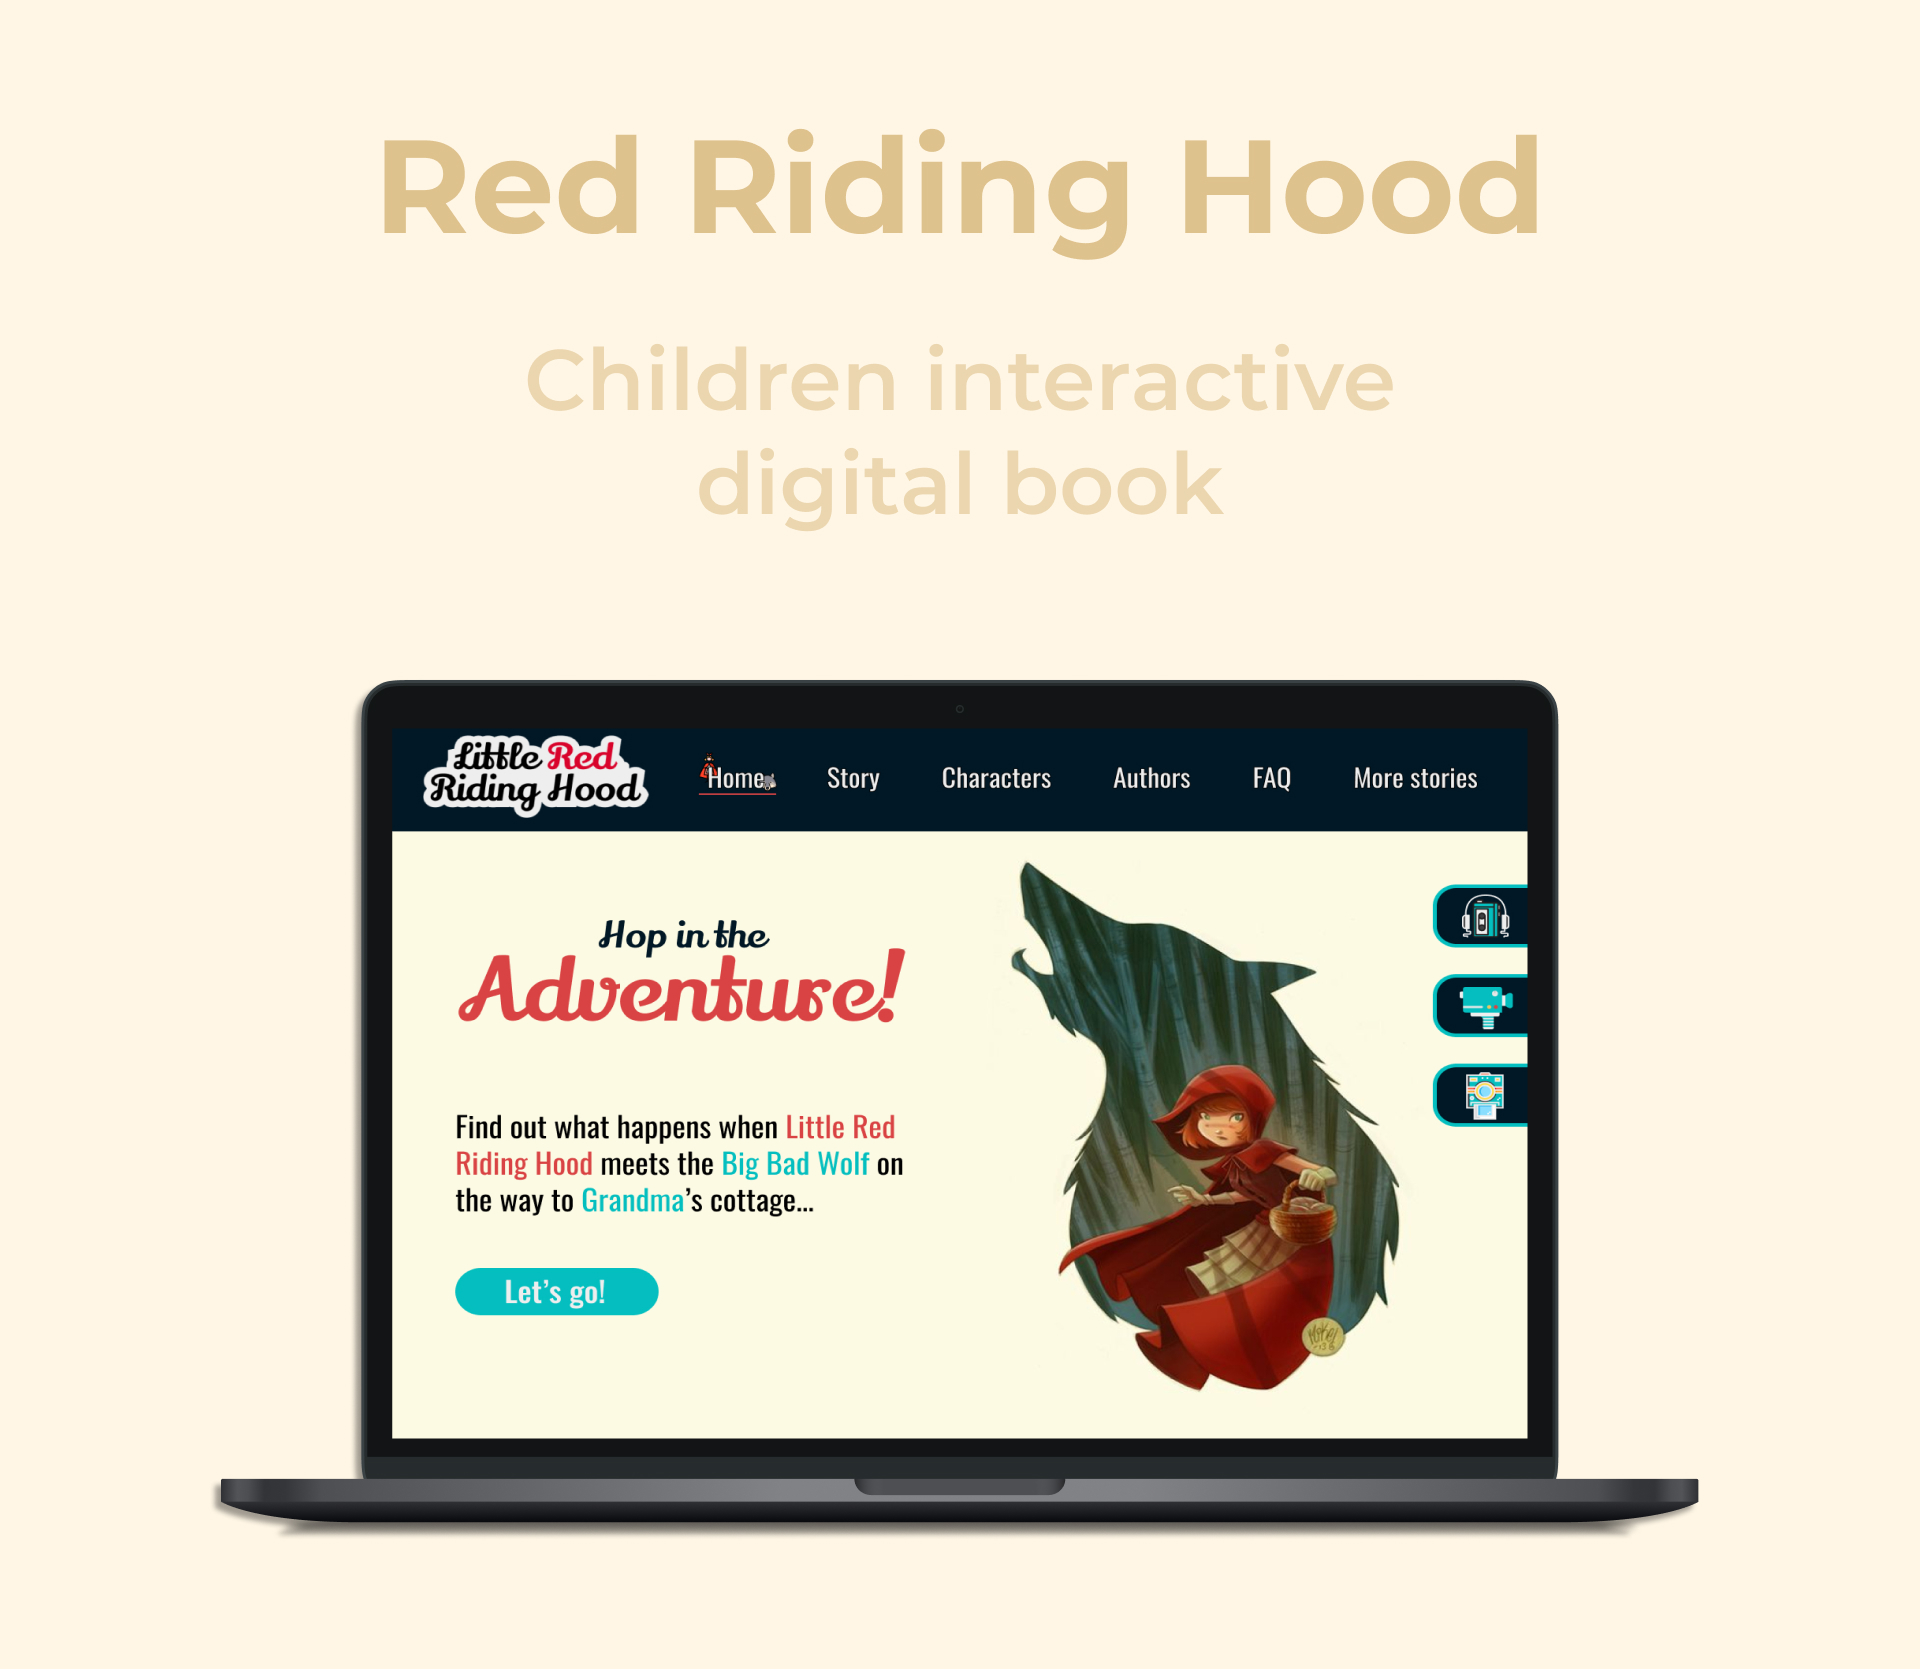 Red Riding Hood
Children interactive
digital book
Little Red
Riding Hood
Home
Story
Characters
Authors
FAQ
More stories
Hop in the
Adventure!
Find out what happens when Little Red
Riding Hood meets the Big Bad Wolf on
the way to Grandma’s cottage...
Let’s go!